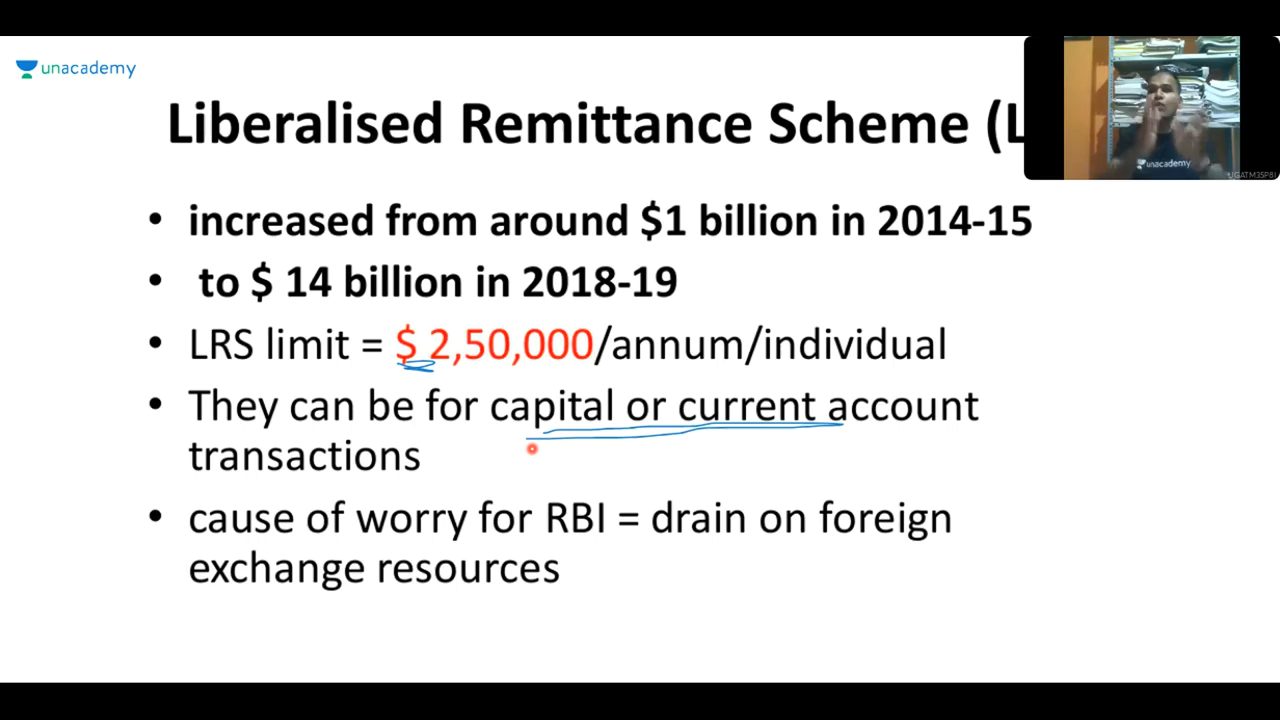 unacademy
Liberalised Remittance Scheme (L
• increased from around $1 billion in 2014-15
• to $ 14 billion in 2018-19
• LRS limit = $ 2,50,000/annum/individual
• They can be for capital or current account
transactions
• cause of worry for RBI = drain on foreign
exchange resources
unacademy